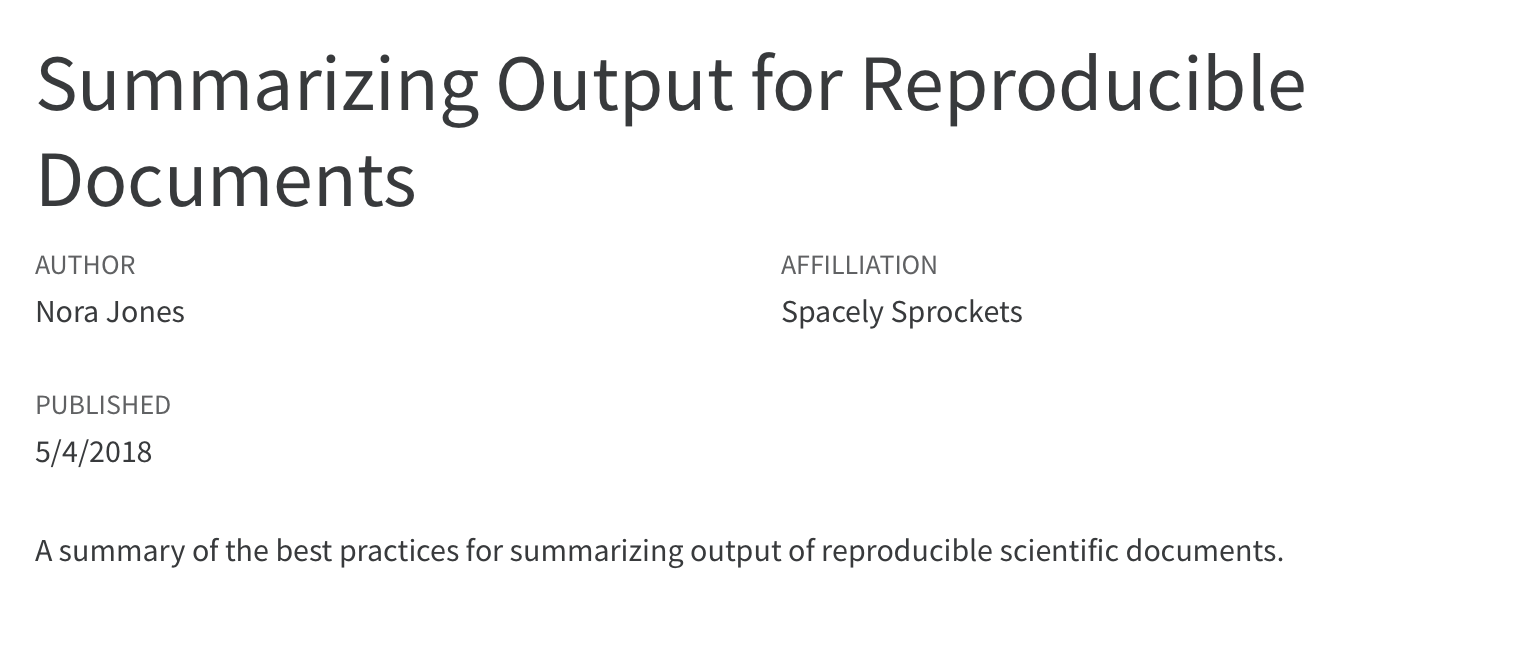 Summarizing Output for Reproducible
Documents
AUTHOR
AFFILLIATION
Nora Jones
Spacely Sprockets
PUBLISHED
5/4/2018
A summary of the best practices for summarizing output of reproducible scientific documents.